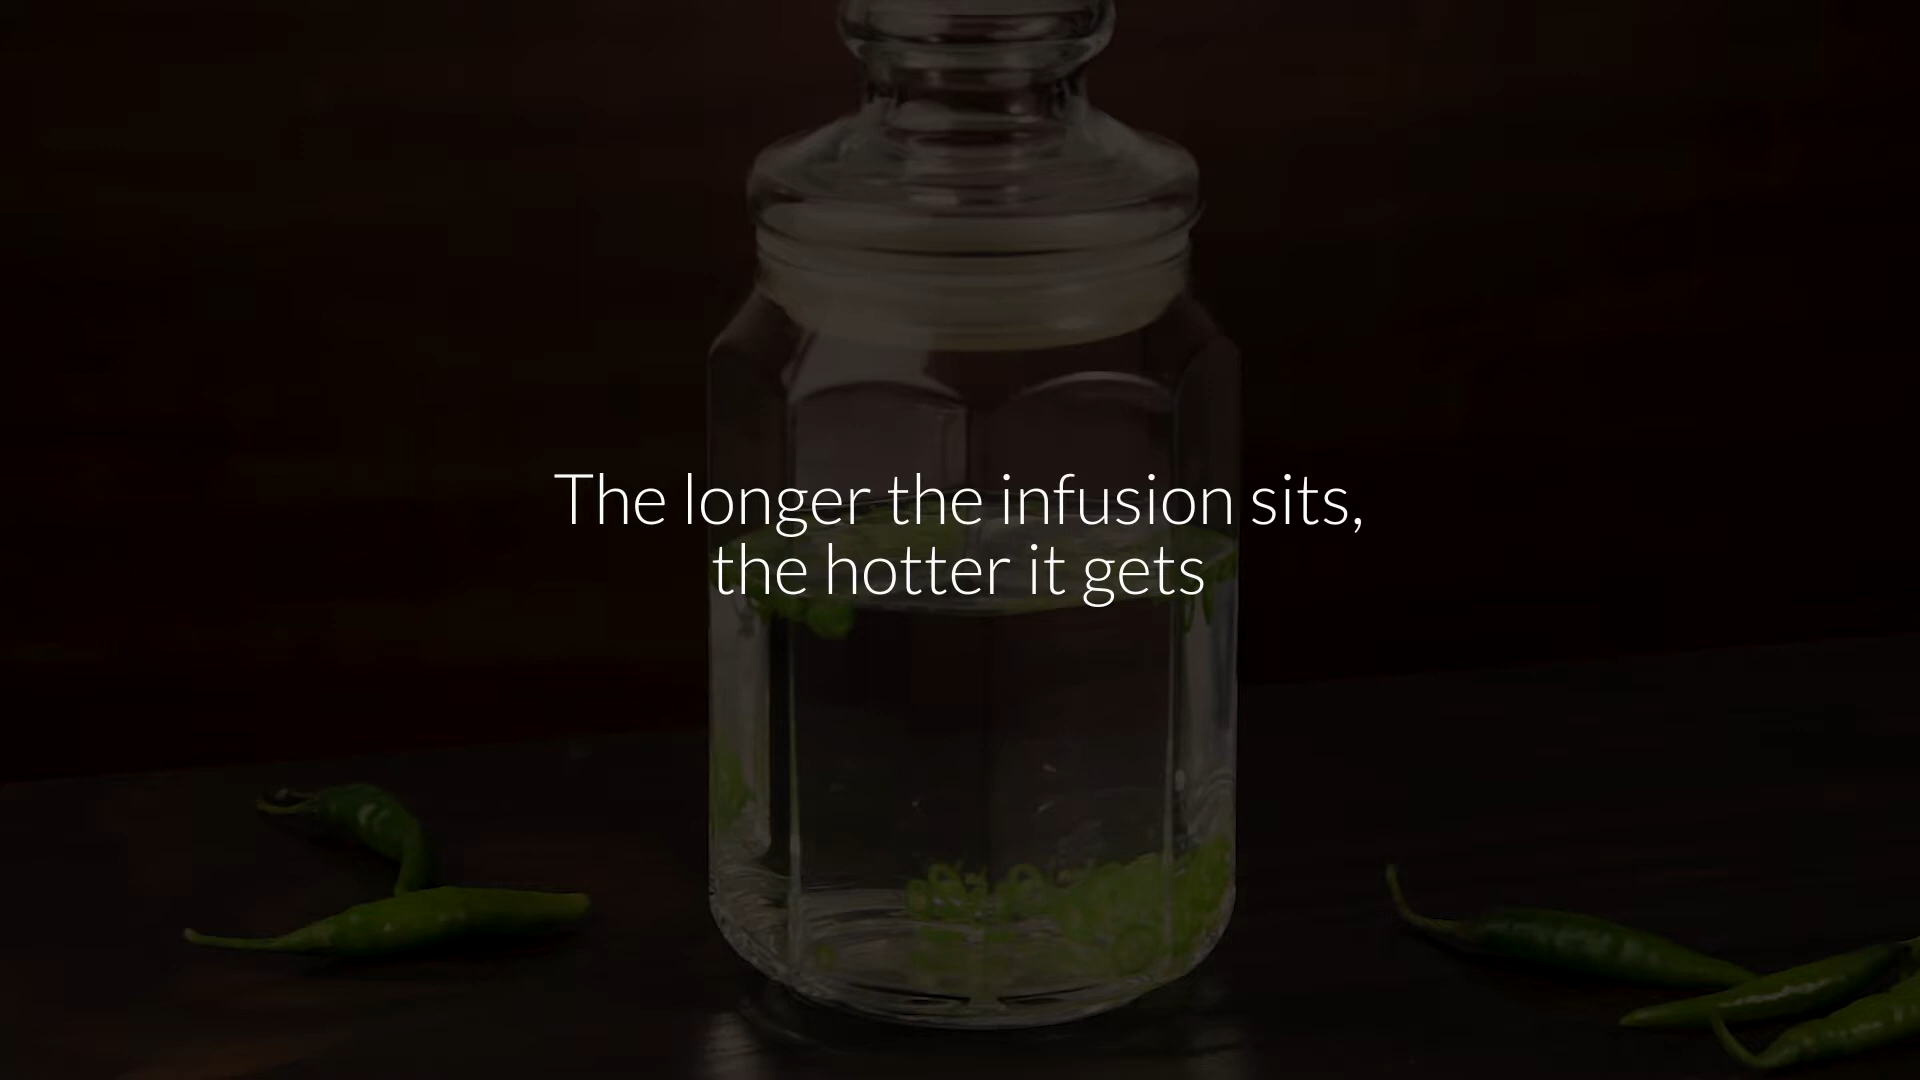 The longer the infusion sits,
the hotter it gets